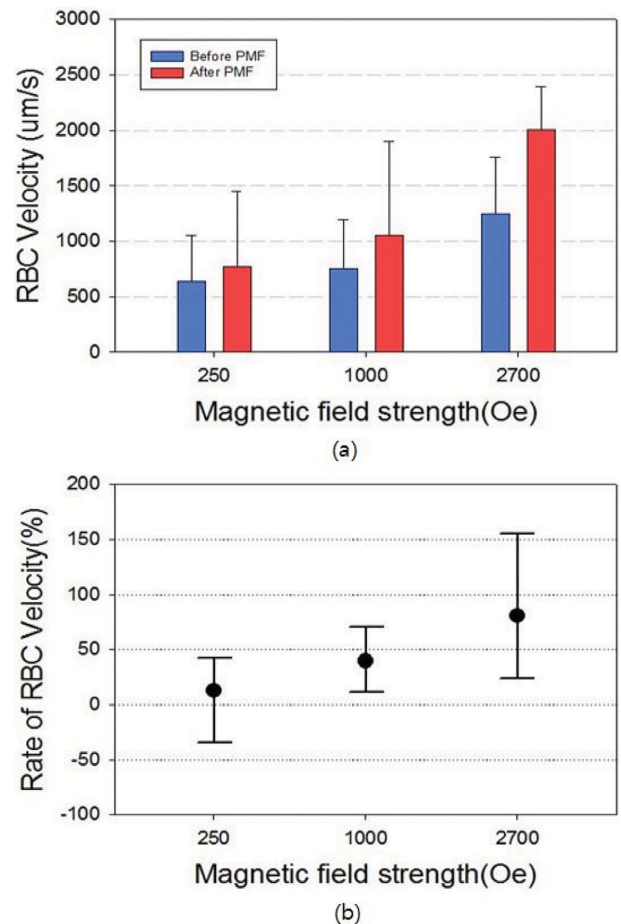 3000
2500
2000
1500
1000
500
0
RBC Velocity (um/s)
Before PMF
After PMF
250 1000 2700
Magnetic field strength(Oe)
(a)
200
150
100
50
0
-50
-100
Rate of RBC Velocity(%)
250 1000 2700
Magnetic field strength(Oe)
(b)